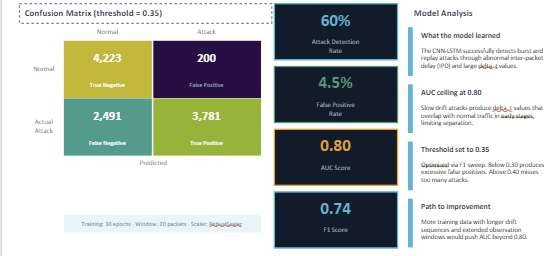 Confusion Matrix (threshold = 0.35)
Normal
Attack
Normal
4,223
True Negative
200
False Positive
Actual
Attack
2,491
False Negative
3,781
True Positive
Predicted
Training: 30 epochs · Window: 20 packets · Scaler: RobustScaler
60%
Attack Detection
Rate
4.5%
False Positive
Rate
0.80
AUC Score
0.74
F1 Score
Model Analysis
What the model learned
The CNN-LSTM successfully detects burst and
replay attacks through abnormal inter-packet
delay (IPD) and large delta_t values.
AUC ceiling at 0.80
Slow drift attacks produce delta_t values that
overlap with normal traffic in early stages,
limiting separation.
Threshold set to 0.35
Optimised via F1 sweep. Below 0.30 produces
excessive false positives. Above 0.40 misses
too many attacks.
Path to improvement
More training data with longer drift
sequences and extended observation
windows would push AUC beyond 0.80.